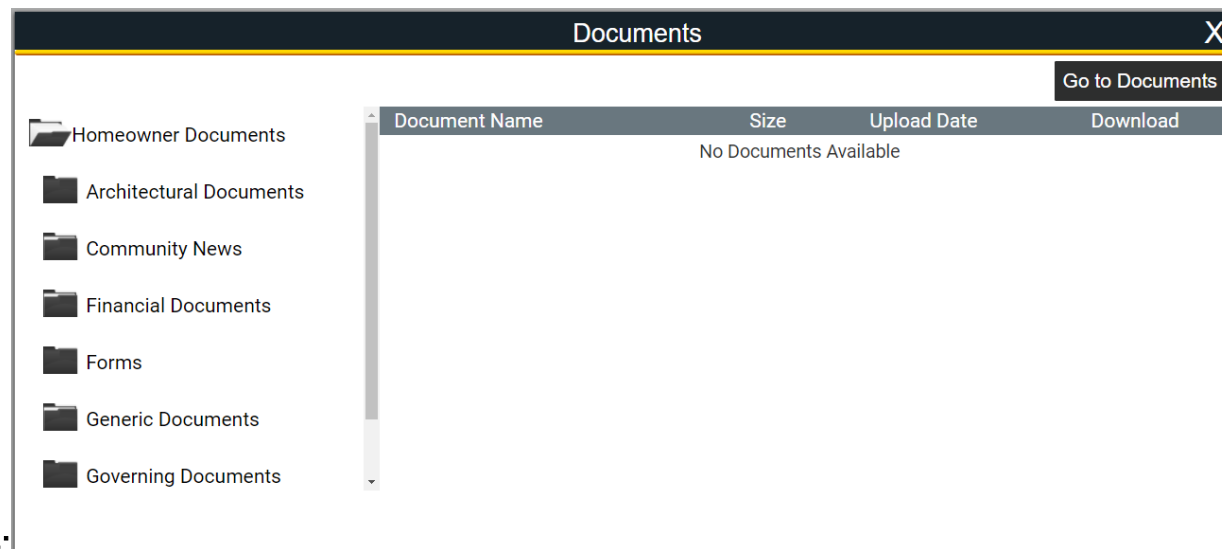 Documents X
Go to Documents
Homeowner Documents
Architectural Documents
Community News
Financial Documents
Forms
Generic Documents
Governing Documents
Document Name Size Upload Date Download
No Documents Available